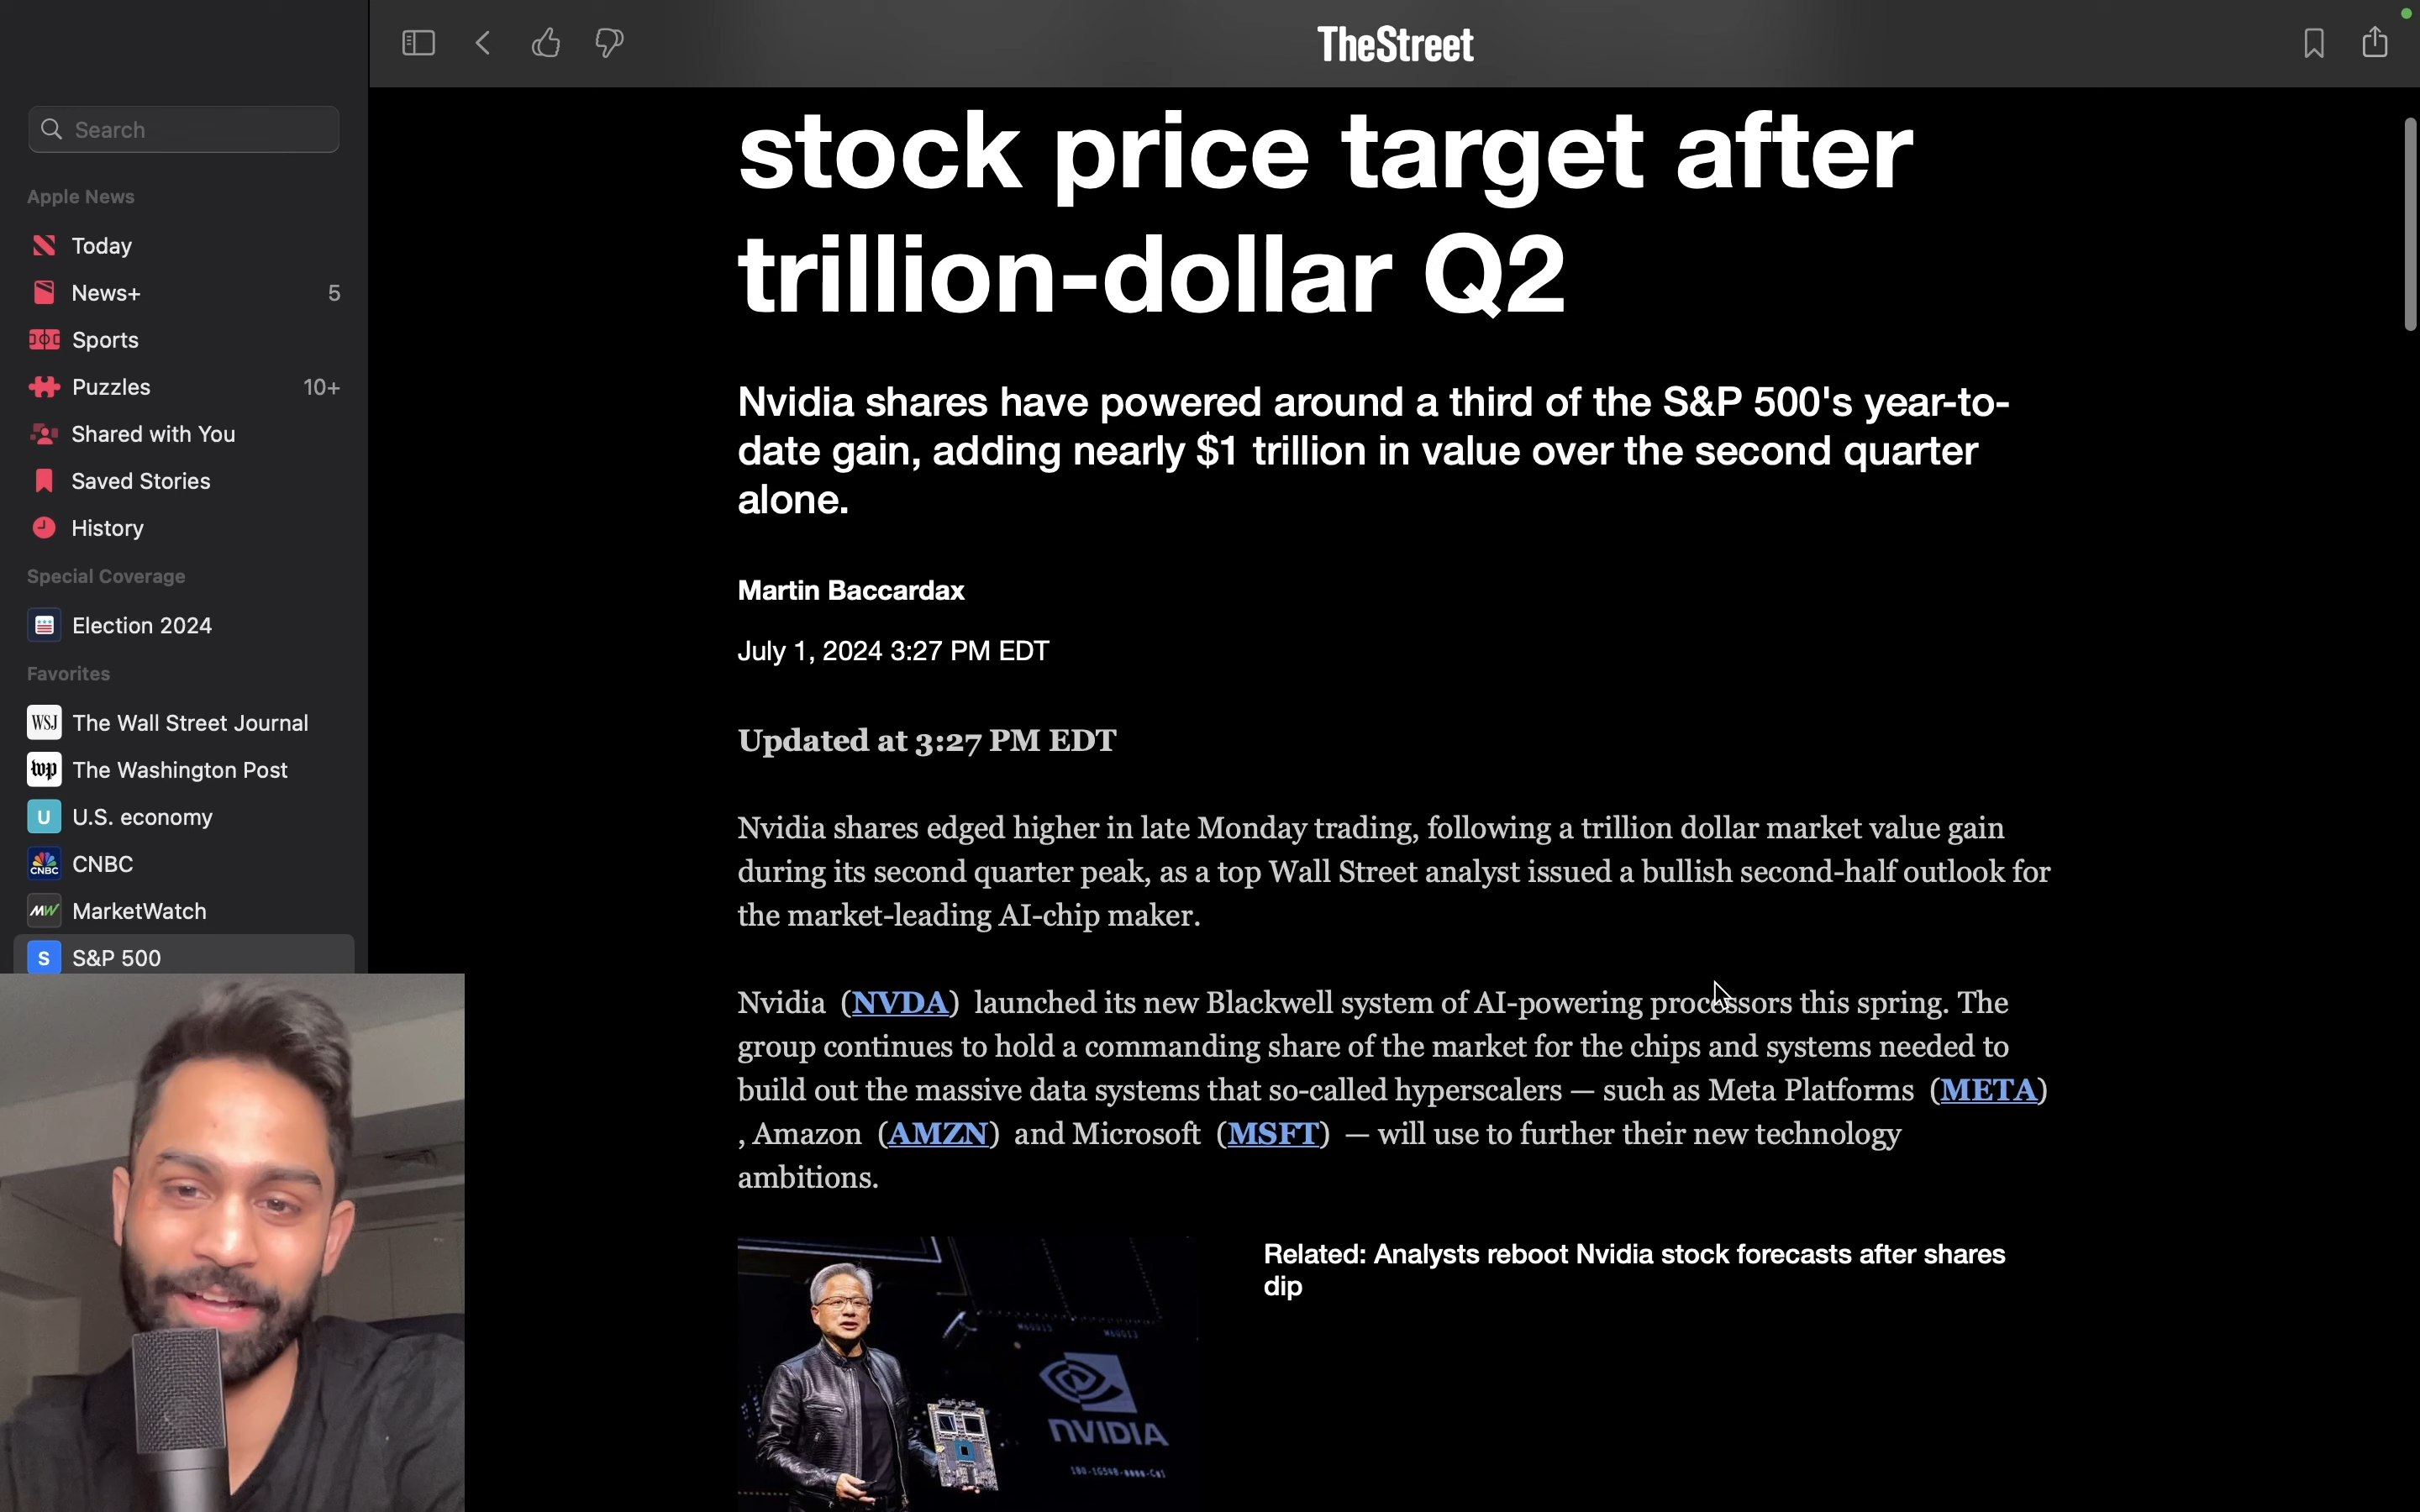 TheStreet
Search
Apple News
Today
News+ 5
Sports
Puzzles 10+
Shared with You
Saved Stories
History
Special Coverage
Election 2024
Favorites
WSJ The Wall Street Journal
wp The Washington Post
U U.S. economy
CNBC CNBC
MW MarketWatch
S S&P 500
stock price target after
trillion-dollar Q2
Nvidia shares have powered around a third of the S&P 500's year-to-
date gain, adding nearly $1 trillion in value over the second quarter
alone.
Martin Baccardax
July 1, 2024 3:27 PM EDT
Updated at 3:27 PM EDT
Nvidia shares edged higher in late Monday trading, following a trillion dollar market value gain
during its second quarter peak, as a top Wall Street analyst issued a bullish second-half outlook for
the market-leading AI-chip maker.
Nvidia (NVDA) launched its new Blackwell system of AI-powering processors this spring. The
group continues to hold a commanding share of the market for the chips and systems needed to
build out the massive data systems that so-called hyperscalers — such as Meta Platforms (META)
, Amazon (AMZN) and Microsoft (MSFT) — will use to further their new technology
ambitions.
NVIDIA
Related: Analysts reboot Nvidia stock forecasts after shares
dip